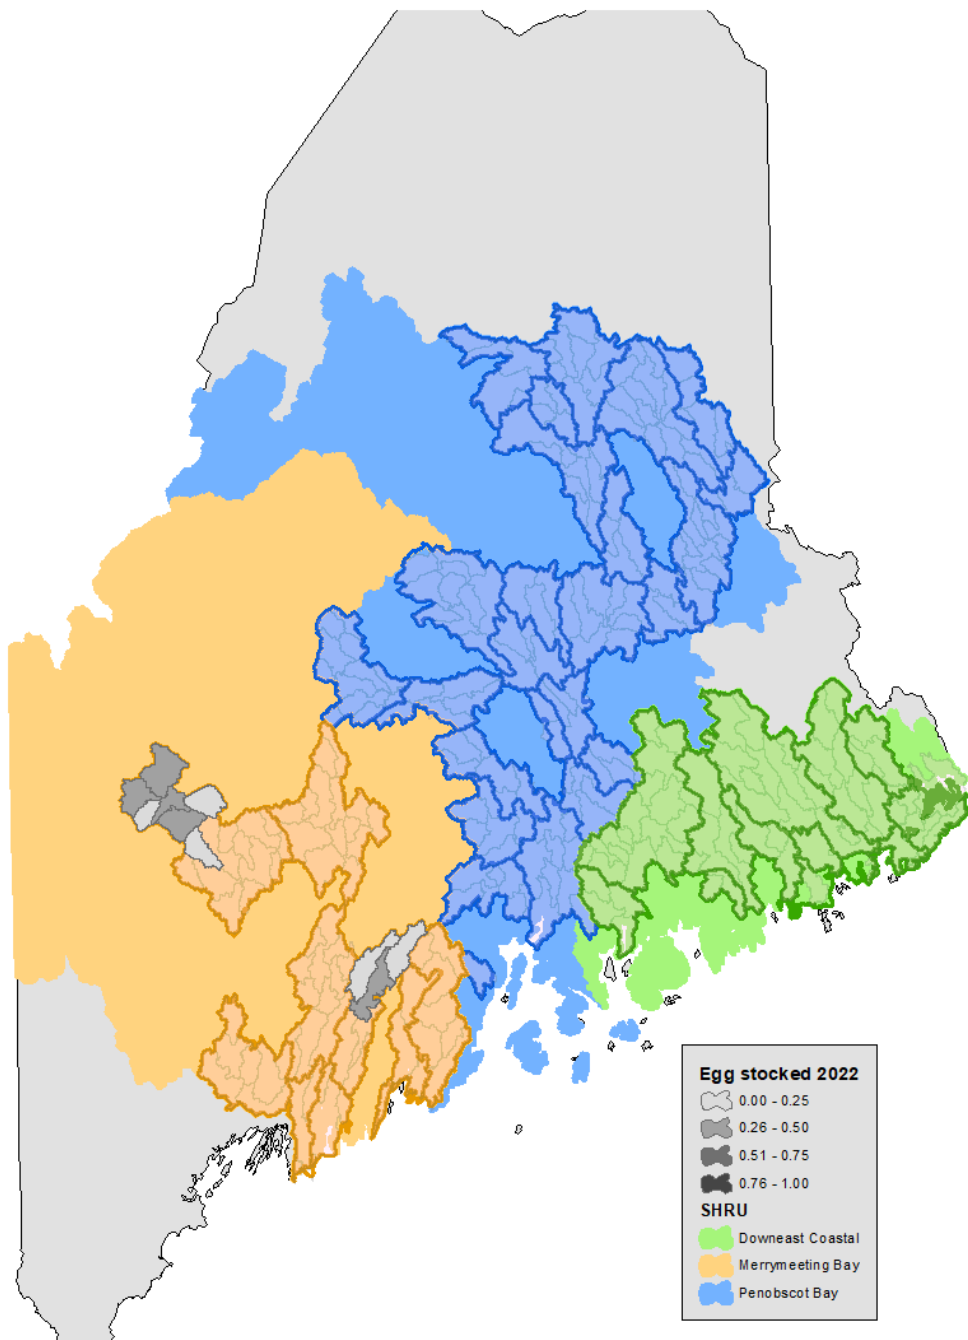 Egg stocked 2022
0.00 - 0.25
0.26 - 0.50
0.51 - 0.75
0.76 - 1.00
SHRU
Downeast Coastal
Merrymeeting Bay
Penobscot Bay